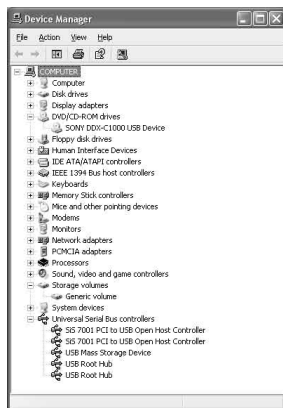 Device Manager
File Action View Help
COMPUTER
Computer
Disk drives
Display adapters
DVD/CD-ROM drives
SONY DDX-C1000 USB Device
Floppy disk drives
Human Interface Devices
IDE ATA/ATAPI controllers
IEEE 1394 Bus host controllers
Keyboards
Memory Stick controllers
Mice and other pointing devices
Modems
Monitors
Network adapters
PCMCIA adapters
Processors
Sound, video and game controllers
Storage volumes
Generic volume
System devices
Universal Serial Bus controllers
SiS 7001 PCI to USB Open Host Controller
SiS 7001 PCI to USB Open Host Controller
USB Mass Storage Device
USB Root Hub
USB Root Hub